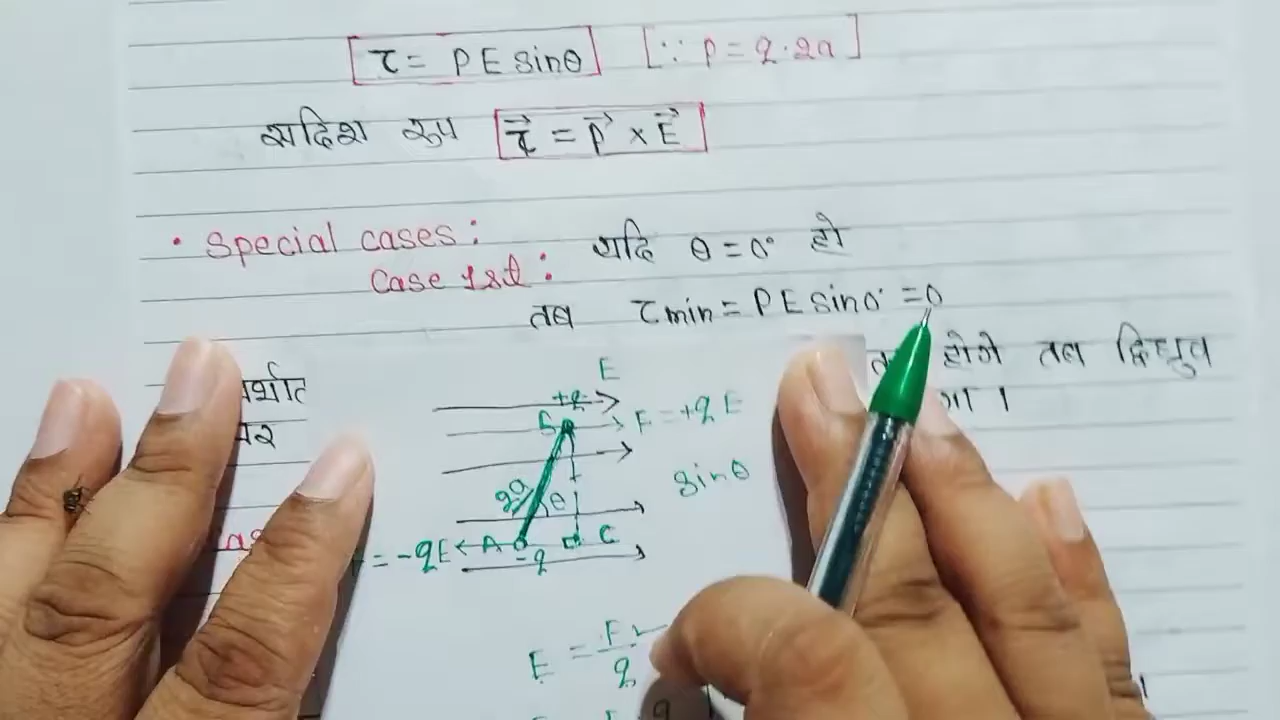 τ = PE sinθ [∵ p = q·2a]
सदिश रुप τ⃗ = P⃗ × E⃗
• Special cases: यदि θ = 0° हो
Case 1st:
तब τmin = PE sin0° = 0
होगे तब द्विध्रुव
E
+q
F = +qE
2a
θ
sinθ
= -qE
A
C
-q
E = F
q